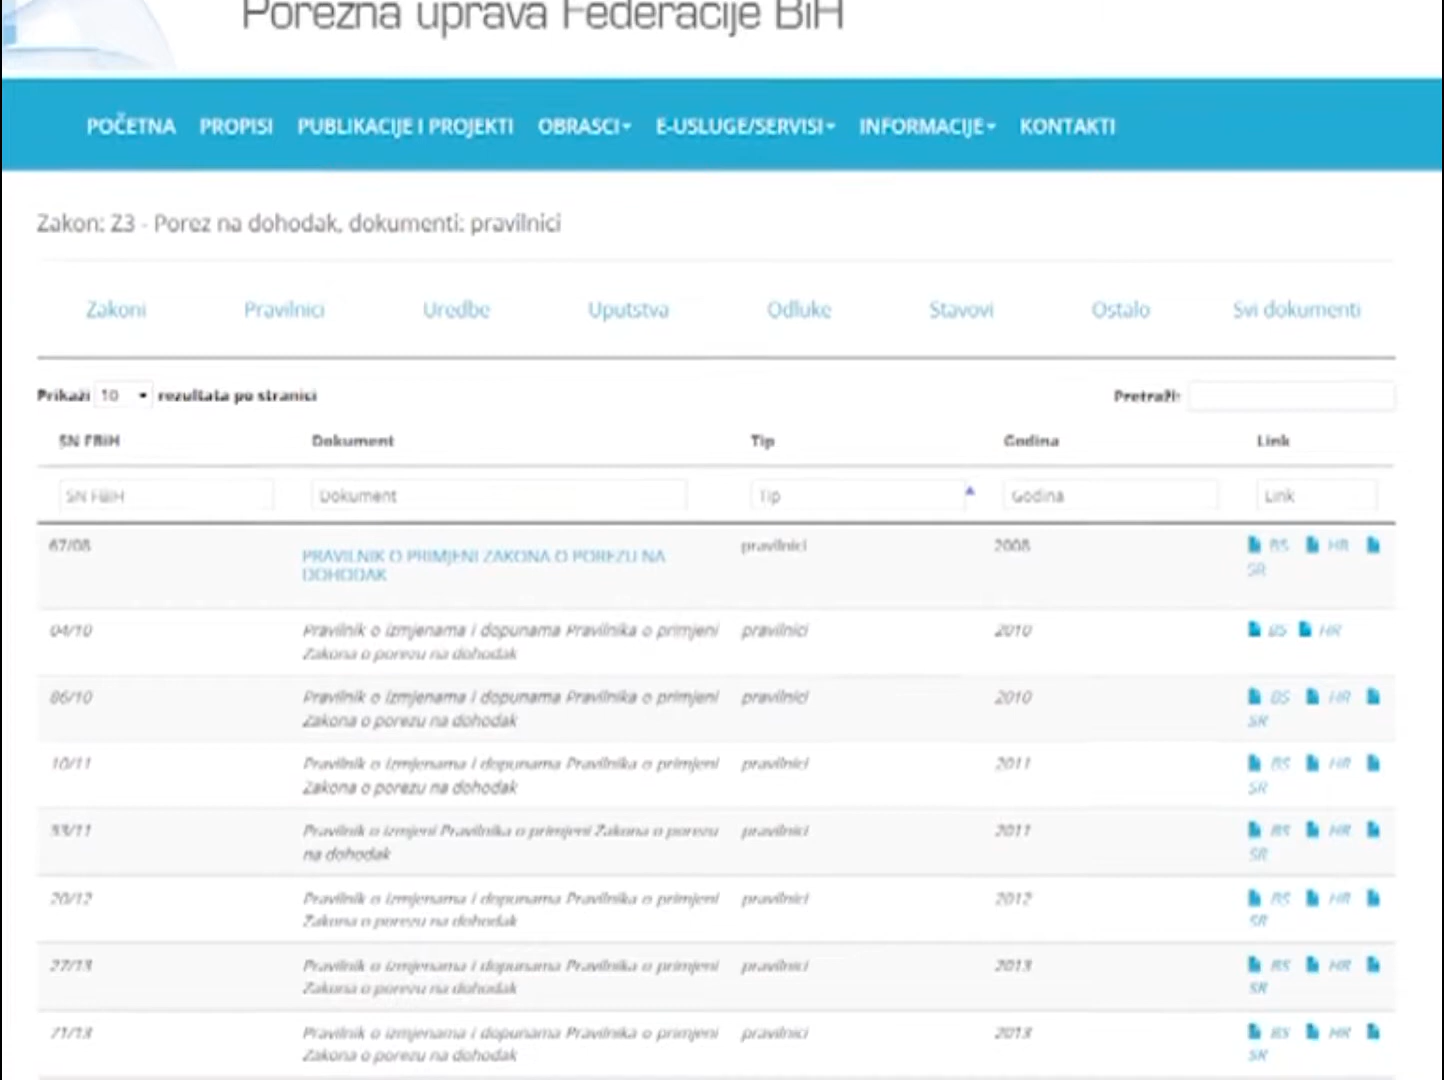 Porezna uprava Federacije BiH
POČETNA PROPISI PUBLIKACIJE I PROJEKTI OBRASCI E-USLUGE/SERVISI INFORMACIJE KONTAKTI
Zakon: Z3 - Porez na dohodak, dokumenti: pravilnici
Zakoni Pravilnici Uredbe Uputstva Odluke Stavovi Ostalo Svi dokumenti
Prikaži 10 rezultata po stranici Pretraži:
SN FBiH Dokument Tip Godina Link
SN FBiH Dokument Tip Godina Link
67/08 PRAVILNIK O PRIMJENI ZAKONA O POREZU NA pravilnici 2008 BS HR
DOHODAK SR
04/10 Pravilnik o izmjenama i dopunama Pravilnika o primjeni pravilnici 2010 BS HR
Zakona o porezu na dohodak
86/10 Pravilnik o izmjenama i dopunama Pravilnika o primjeni pravilnici 2010 BS HR
Zakona o porezu na dohodak SR
10/11 Pravilnik o izmjenama i dopunama Pravilnika o primjeni pravilnici 2011 BS HR
Zakona o porezu na dohodak SR
53/11 Pravilnik o izmjeni Pravilnika o primjeni Zakona o porezu pravilnici 2011 BS HR
na dohodak SR
20/12 Pravilnik o izmjenama i dopunama Pravilnika o primjeni pravilnici 2012 BS HR
Zakona o porezu na dohodak SR
27/13 Pravilnik o izmjenama i dopunama Pravilnika o primjeni pravilnici 2013 BS HR
Zakona o porezu na dohodak SR
71/13 Pravilnik o izmjenama i dopunama Pravilnika o primjeni pravilnici 2013 BS HR
Zakona o porezu na dohodak SR